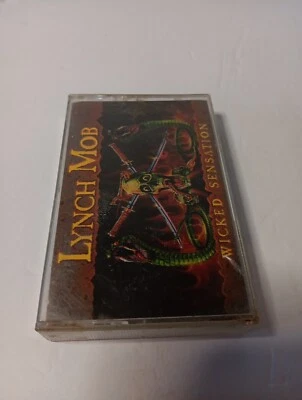 LYNCH MOB
WICKED SENSATION